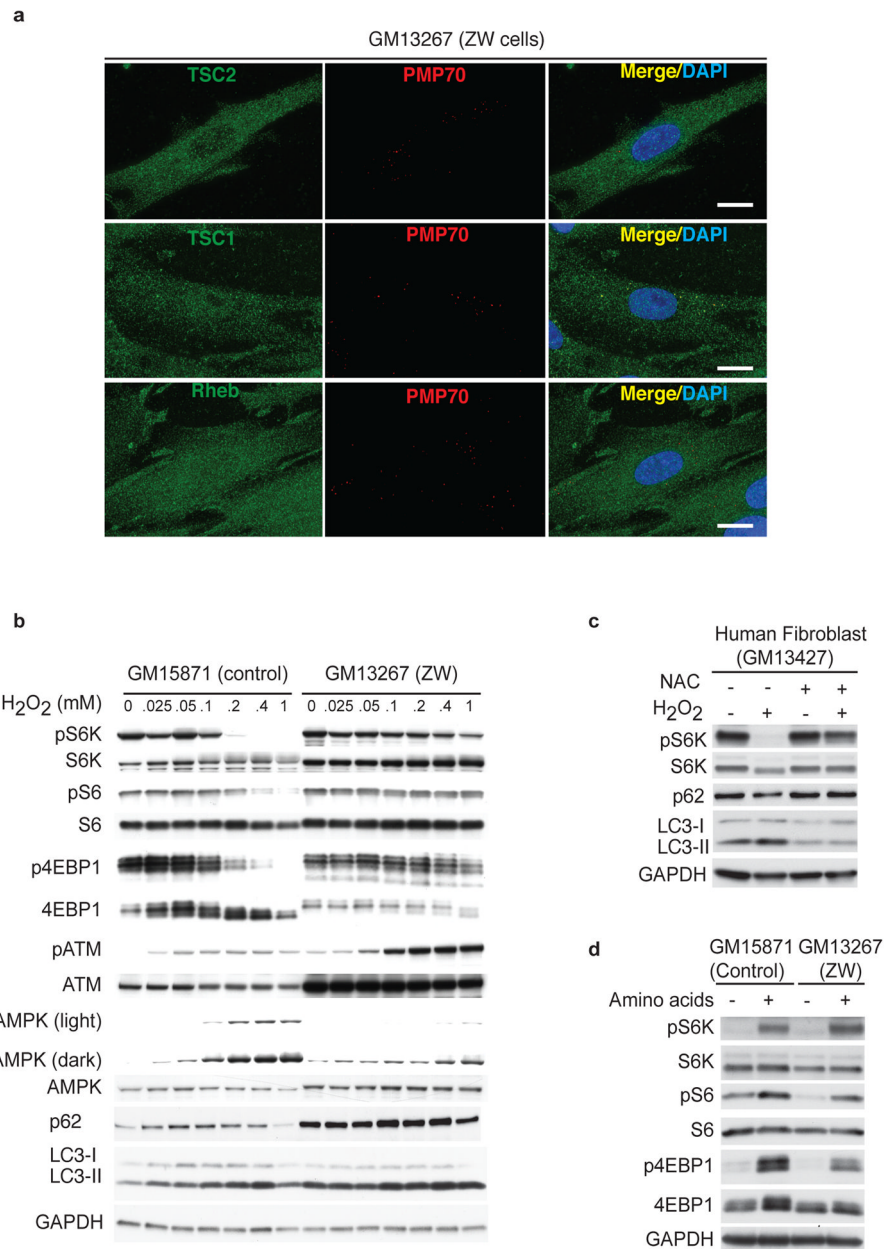 a
GM13267 (ZW cells)
TSC2 PMP70 Merge/DAPI
TSC1 PMP70 Merge/DAPI
Rheb PMP70 Merge/DAPI
b
GM15871 (control) GM13267 (ZW)
H2O2 (mM) 0 .025 .05 .1 .2 .4 1 0 .025 .05 .1 .2 .4 1
pS6K
S6K
pS6
S6
p4EBP1
4EBP1
pATM
ATM
AMPK (light)
AMPK (dark)
AMPK
p62
LC3-I
LC3-II
GAPDH
c
Human Fibroblast
(GM13427)
NAC - - + +
H2O2 - + - +
pS6K
S6K
p62
LC3-I
LC3-II
GAPDH
d
GM15871 GM13267
(Control) (ZW)
Amino acids - + - +
pS6K
S6K
pS6
S6
p4EBP1
4EBP1
GAPDH